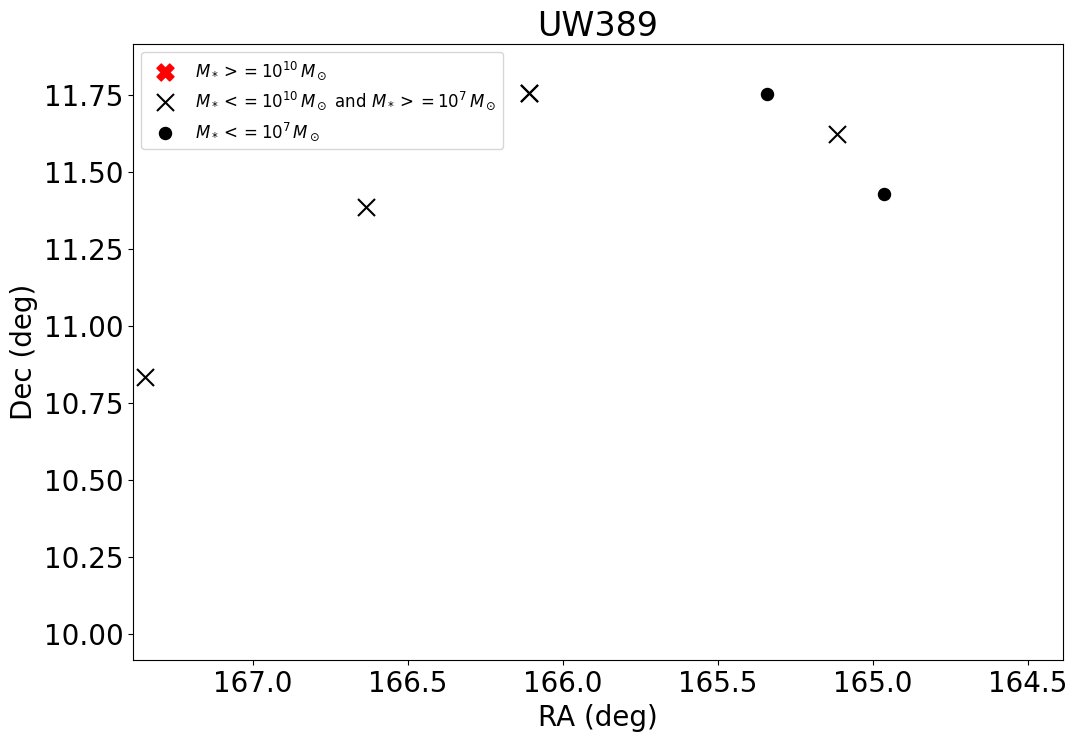 UW389
M* >= 10^10 M⊙
M* <= 10^10 M⊙ and M* >= 10^7 M⊙
M* <= 10^7 M⊙
11.75
11.50
11.25
11.00
10.75
10.50
10.25
10.00
Dec (deg)
167.0 166.5 166.0 165.5 165.0 164.5
RA (deg)